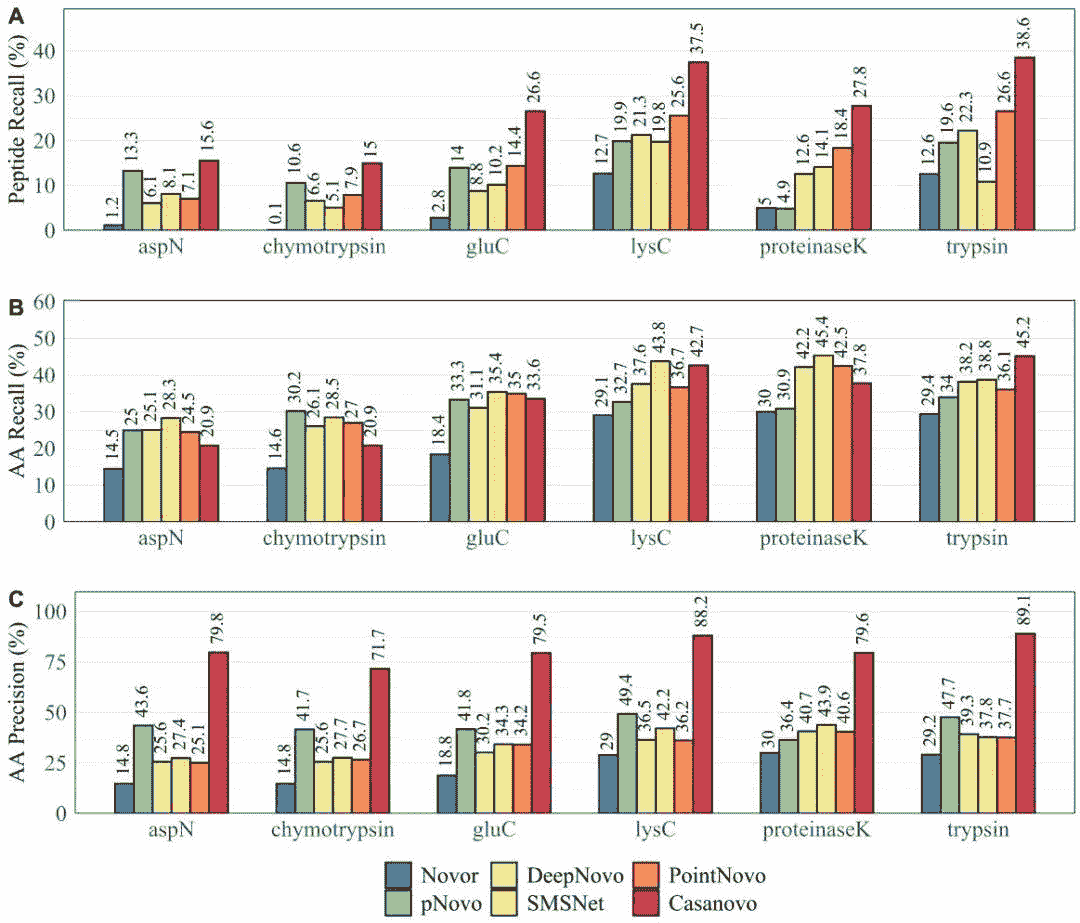 A
Peptide Recall (%)
40
30
20
10
0
1.2 13.3 6.1 8.1 7.1 15.6
10.6 6.6 5.1 7.9 15
2.8 14 8.8 10.2 14.4 26.6
12.7 19.9 21.3 19.8 25.6 37.5
5 4.9 12.6 14.1 18.4 27.8
12.6 19.6 22.3 10.9 26.6 38.6
aspN chymotrypsin gluC lysC proteinaseK trypsin
B
AA Recall (%)
60
50
40
30
20
10
0
14.5 25 25.1 28.3 24.5 20.9
14.6 30.2 26.1 28.5 27 20.9
18.4 33.3 31.1 35.4 35 33.6
29.1 32.7 37.6 43.8 36.7 42.7
30 30.9 42.2 45.4 42.5 37.8
29.4 34 38.2 38.8 36.1 45.2
aspN chymotrypsin gluC lysC proteinaseK trypsin
C
AA Precision (%)
100
75
50
25
0
14.8 43.6 25.6 27.4 25.1 79.8
14.8 41.7 25.6 27.7 26.7 71.7
18.8 41.8 30.2 34.3 34.2 79.5
29 49.4 36.5 42.2 36.2 88.2
30 36.4 40.7 43.9 40.6 79.6
29.2 47.7 39.3 37.8 37.7 89.1
aspN chymotrypsin gluC lysC proteinaseK trypsin
Novor DeepNovo PointNovo
pNovo SMSNet Casanovo